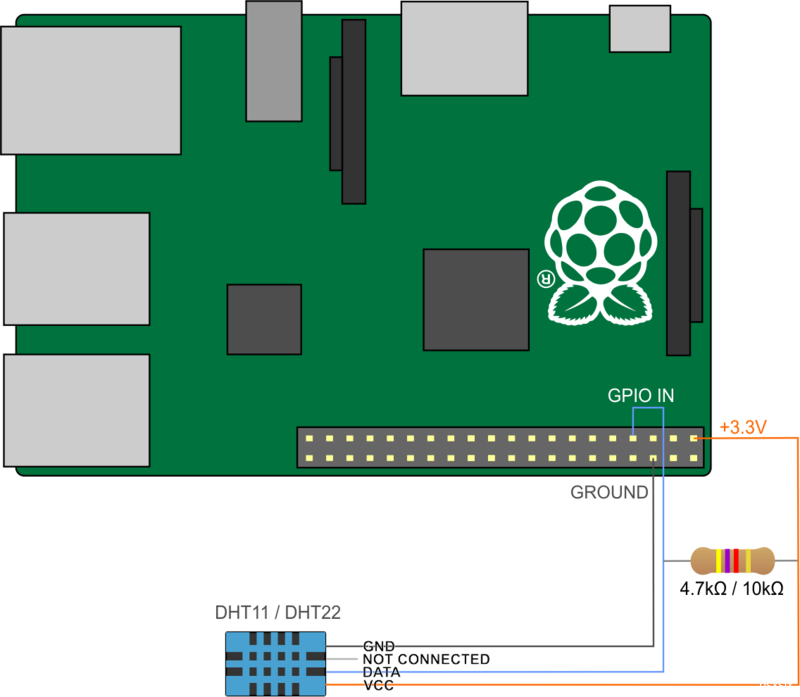 ®
GPIO IN
+3.3V
GROUND
4.7kΩ / 10kΩ
DHT11 / DHT22
GND
NOT CONNECTED
DATA
VCC